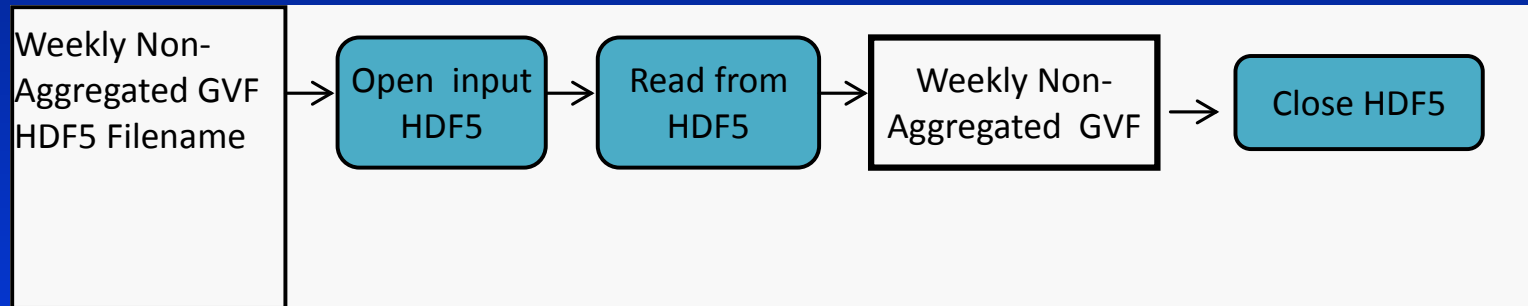 Weekly Non-
Aggregated GVF
HDF5 Filename
Open input
HDF5
Read from
HDF5
Weekly Non-
Aggregated GVF
Close HDF5